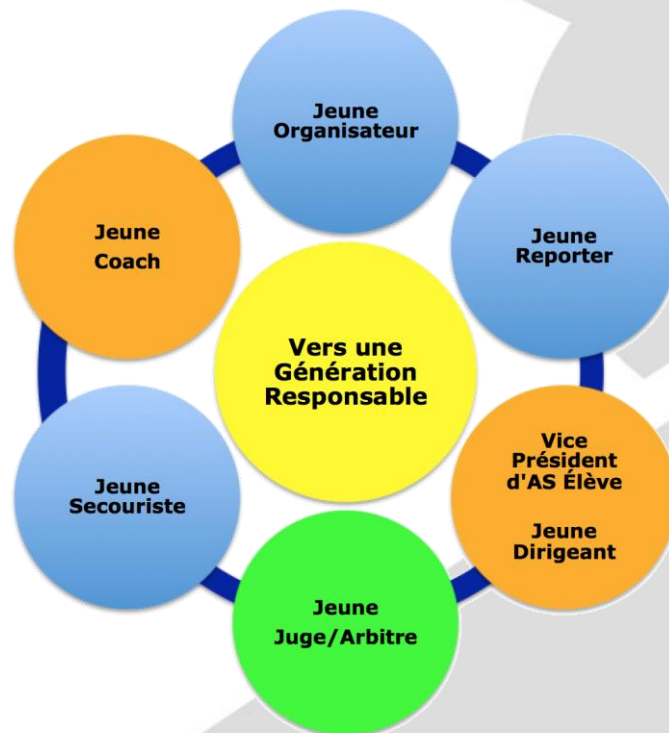 Jeune
Organisateur
Jeune
Reporter
Vice
Président
d'AS Élève
Jeune
Dirigeant
Jeune
Juge/Arbitre
Jeune
Secouriste
Jeune
Coach
Vers une
Génération
Responsable